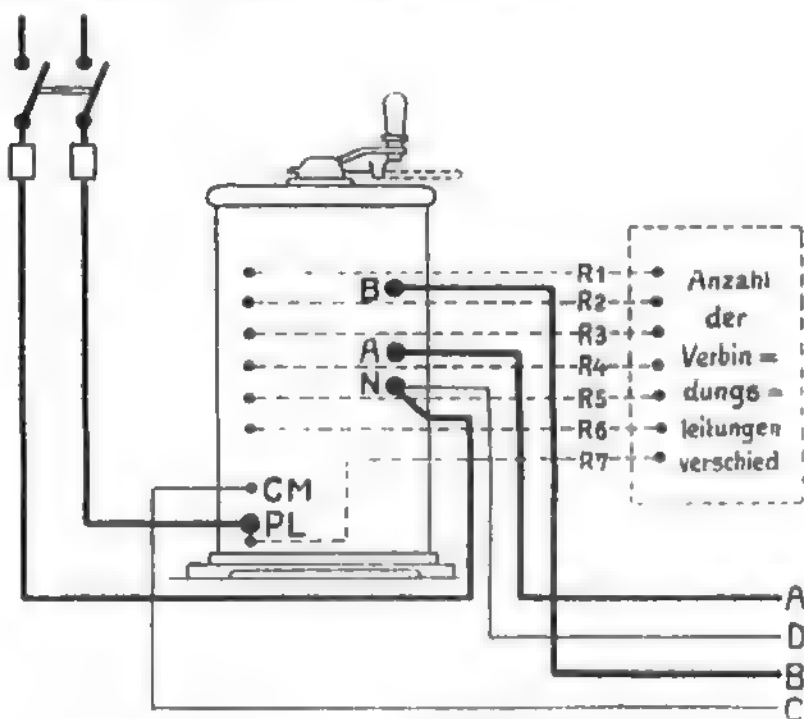 R1
B
R2
R3
A
R4
N
R5
R6
R7
CM
PL
Anzahl
der
Verbin=
dungs=
leitungen
verschied
A
D
B
C